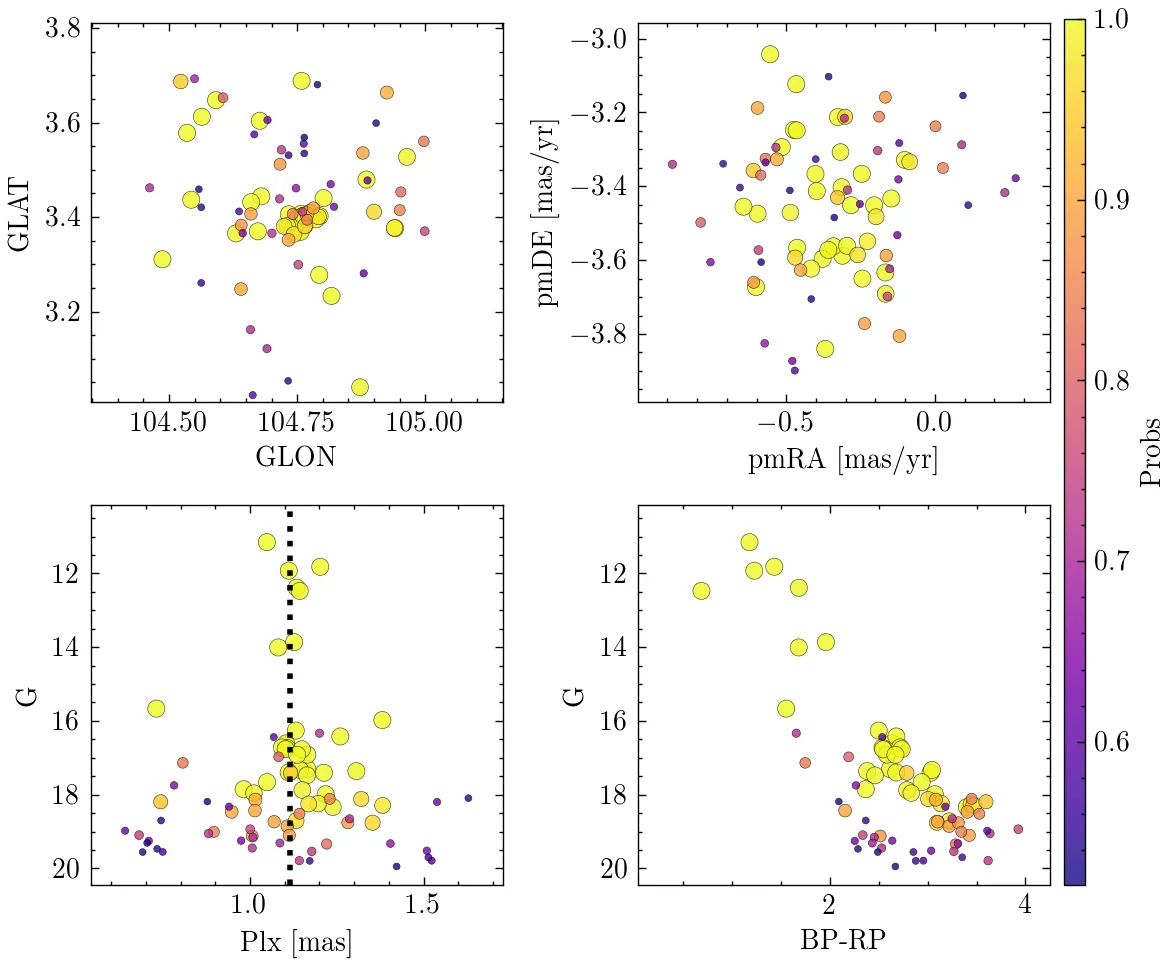 3.8
3.6
3.4
3.2
GLAT
104.50 104.75 105.00
GLON
−3.0
−3.2
−3.4
−3.6
−3.8
pmDE [mas/yr]
−0.5 0.0
pmRA [mas/yr]
12
14
16
18
20
G
1.0 1.5
Plx [mas]
12
14
16
18
20
G
2 4
BP-RP
1.0
0.9
0.8
0.7
0.6
Probs